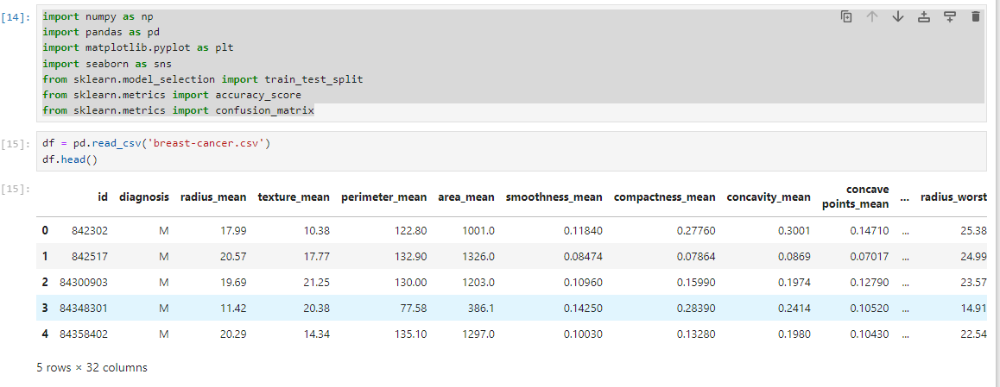 [14]:
import numpy as np
import pandas as pd
import matplotlib.pyplot as plt
import seaborn as sns
from sklearn.model_selection import train_test_split
from sklearn.metrics import accuracy_score
from sklearn.metrics import confusion_matrix
[15]:
df = pd.read_csv('breast-cancer.csv')
df.head()
[15]:
id diagnosis radius_mean texture_mean perimeter_mean area_mean smoothness_mean compactness_mean concavity_mean concave points_mean ... radius_worst
0 842302 M 17.99 10.38 122.80 1001.0 0.11840 0.27760 0.3001 0.14710 ... 25.38
1 842517 M 20.57 17.77 132.90 1326.0 0.08474 0.07864 0.0869 0.07017 ... 24.99
2 84300903 M 19.69 21.25 130.00 1203.0 0.10960 0.15990 0.1974 0.12790 ... 23.57
3 84348301 M 11.42 20.38 77.58 386.1 0.14250 0.28390 0.2414 0.10520 ... 14.91
4 84358402 M 20.29 14.34 135.10 1297.0 0.10030 0.13280 0.1980 0.10430 ... 22.54
5 rows × 32 columns